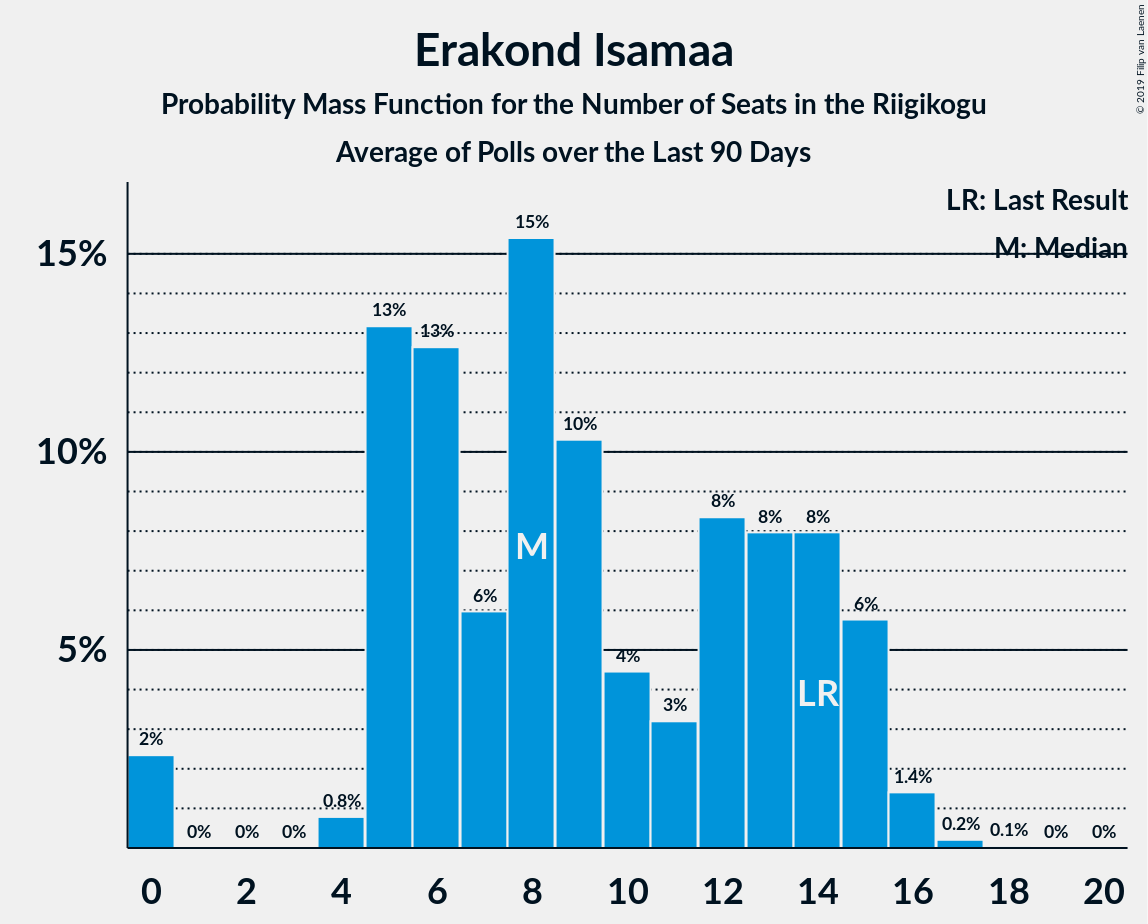 Erakond Isamaa
Probability Mass Function for the Number of Seats in the Riigikogu
Average of Polls over the Last 90 Days
© 2019 Filip van Laenen
LR: Last Result
M: Median
15%
10%
5%
2%
0%
0%
0%
0.8%
13%
13%
6%
15%
10%
4%
3%
8%
8%
8%
6%
1.4%
0.2%
0.1%
0%
0%
M
LR
0 2 4 6 8 10 12 14 16 18 20